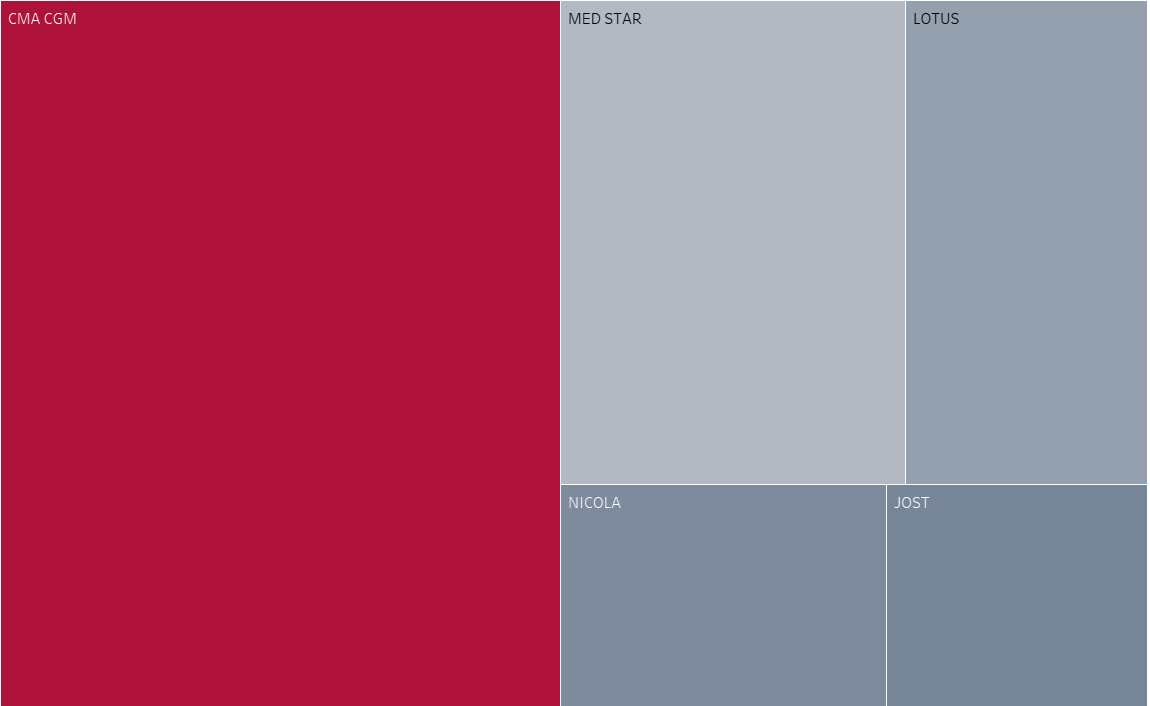 CMA CGM
MED STAR
LOTUS
NICOLA
JOST